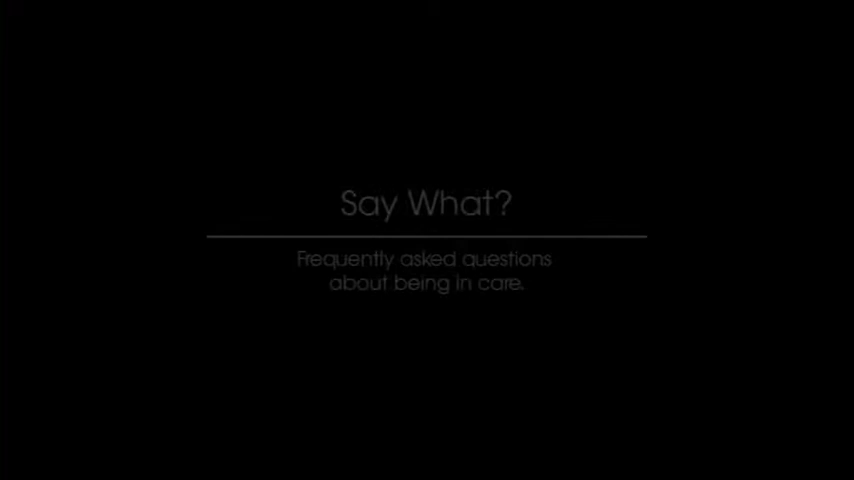 Say What?
Frequently asked questions
about being in care.